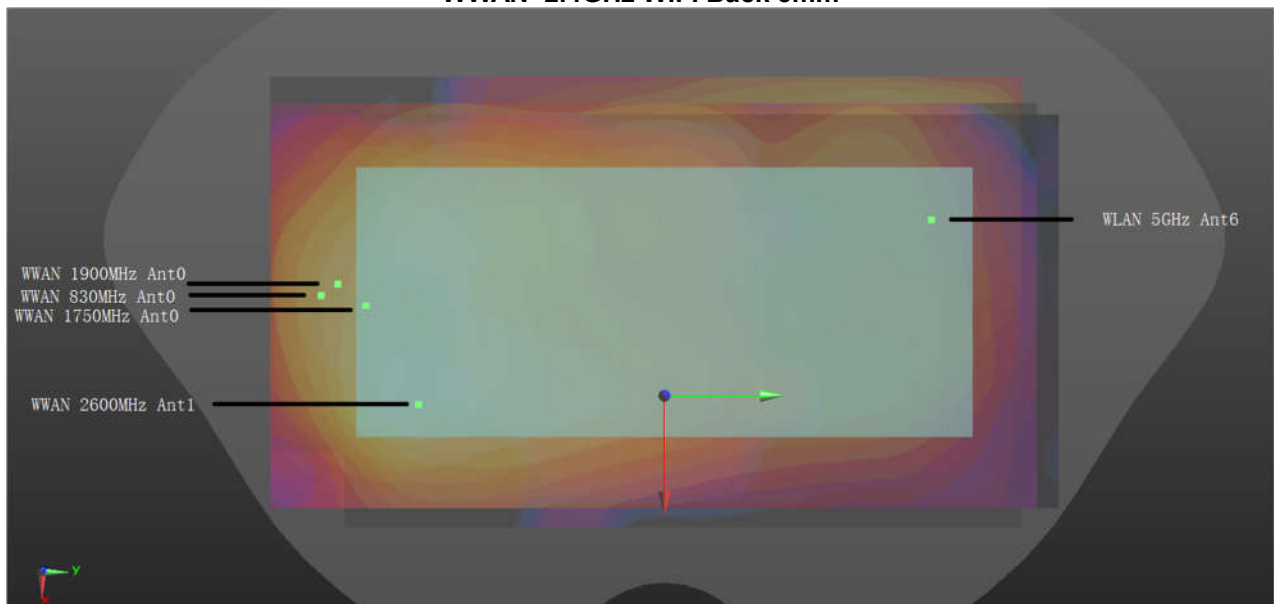 WLAN 5GHz Ant6
WWAN 1900MHz Ant0
WWAN 830MHz Ant0
WWAN 1750MHz Ant0
WWAN 2600MHz Ant1
Y
X